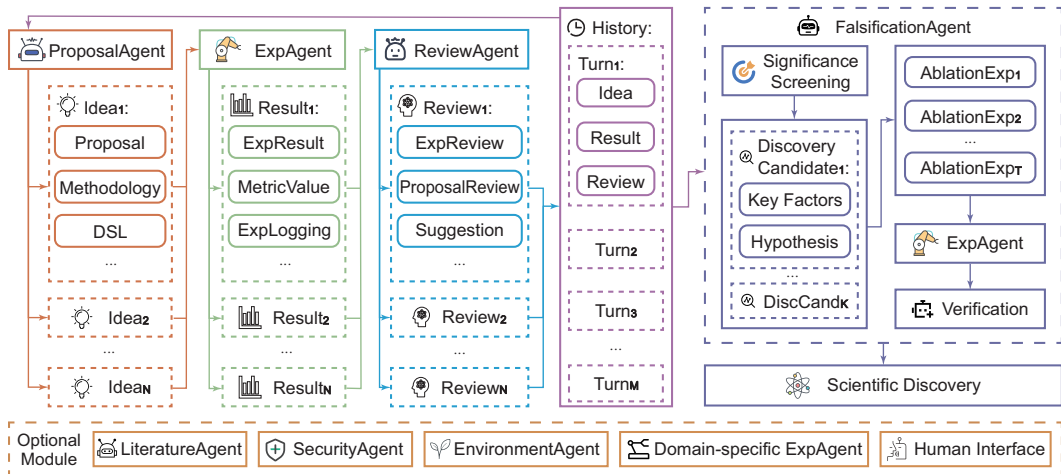 ProposalAgent
Idea1:
Proposal
Methodology
DSL
...
Idea2
...
IdeaN
ExpAgent
Result1:
ExpResult
MetricValue
ExpLogging
...
Result2
...
ResultN
ReviewAgent
Review1:
ExpReview
ProposalReview
Suggestion
...
Review2
...
ReviewN
History:
Turn1:
Idea
Result
Review
Turn2
Turn3
...
TurnM
FalsificationAgent
Significance
Screening
Discovery
Candidate1:
Key Factors
Hypothesis
...
DiscCandK
AblationExp1
AblationExp2
...
AblationExpT
ExpAgent
Verification
Scientific Discovery
Optional
Module
LiteratureAgent
SecurityAgent
EnvironmentAgent
Domain-specific ExpAgent
Human Interface